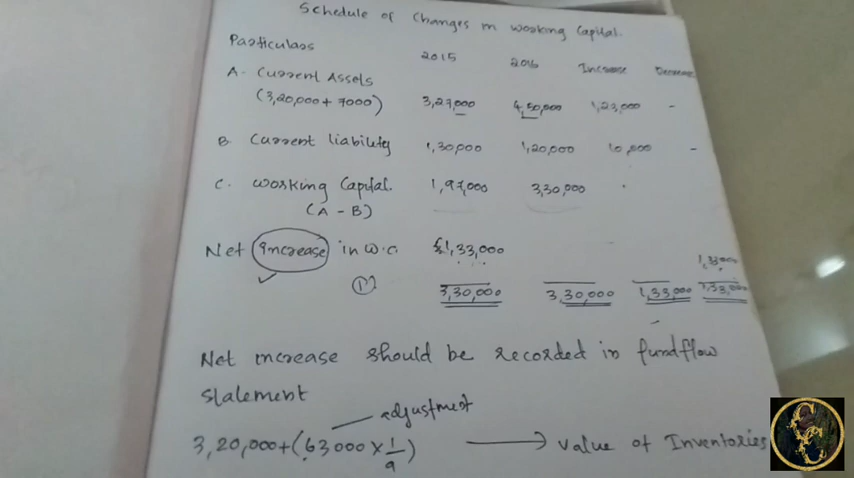 Schedule of Changes in Working Capital.
Particulars 2015 2016 Increase Decrease
A. Current Assets
(3,20,000 + 7000) 3,27,000 4,50,000 1,23,000 -
B. Current liability 1,30,000 1,20,000 10,000 -
C. Working Capital. 1,97,000 3,30,000
(A - B)
Net increase in W.C. 1,33,000 1,33,000
3,30,000 3,30,000 1,33,000 1,33,000
Net increase should be recorded in fundflow
statement
adjustment
3,20,000+(63000 × 1/9) → Value of Inventories